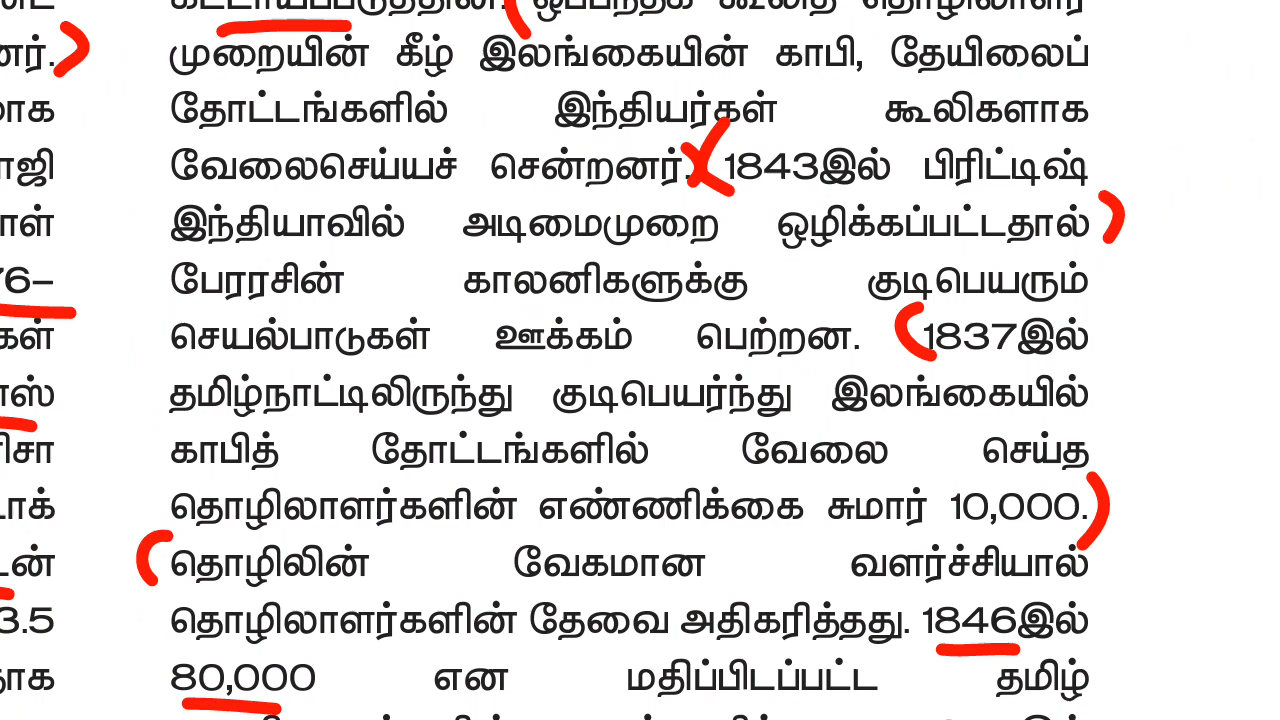 முறையின் கீழ் இலங்கையின் காபி, தேயிலைப்
தோட்டங்களில் இந்தியர்கள் கூலிகளாக
வேலைசெய்யச் சென்றனர். 1843இல் பிரிட்டிஷ்
இந்தியாவில் அடிமைமுறை ஒழிக்கப்பட்டதால்
பேரரசின் காலனிகளுக்கு குடிபெயரும்
செயல்பாடுகள் ஊக்கம் பெற்றன. 1837இல்
தமிழ்நாட்டிலிருந்து குடிபெயர்ந்து இலங்கையில்
காபித் தோட்டங்களில் வேலை செய்த
தொழிலாளர்களின் எண்ணிக்கை சுமார் 10,000.
தொழிலின் வேகமான வளர்ச்சியால்
தொழிலாளர்களின் தேவை அதிகரித்தது. 1846இல்
80,000 என மதிப்பிடப்பட்ட தமிழ்